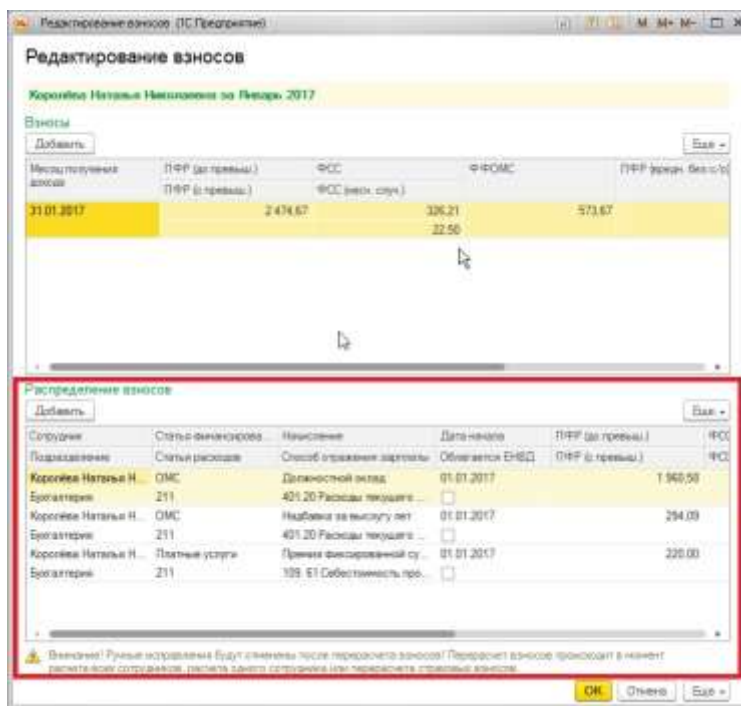 Редактирование взносов (1С:Предприятие)
M M+ M-
Редактирование взносов
Королёва Наталья Николаевна за Январь 2017
Взносы
Добавить
Еще
Месяц получения дохода
ПФР (до превыш.)
ФСС
ФФОМС
ПФР (вредн. без с/о)
ПФР (с превыш.)
ФСС (несч. случ.)
31.01.2017
2 474,67
326,21
573,67
22.50
Распределение взносов
Добавить
Еще
Сотрудник
Статья финансирова...
Начисление
Дата начала
ПФР (до превыш.)
ФСС
Подразделение
Статья расходов
Способ отражения зарплаты
Облагается ЕНВД
ПФР (с превыш.)
ФСС
Королёва Наталья Н...
ОМС
Должностной оклад
01.01.2017
1 960,58
Бухгалтерия
211
401.20 Расходы текущего ...
Королёва Наталья Н...
ОМС
Надбавка за выслугу лет
01.01.2017
294,09
Бухгалтерия
211
401.20 Расходы текущего ...
Королёва Наталья Н...
Платные услуги
Премия фиксированной су...
01.01.2017
220,00
Бухгалтерия
211
109. 61 Себестоимость про...
Внимание! Ручные исправления будут отменены после перерасчета взносов! Перерасчет взносов происходит в момент
расчета всех сотрудников, расчета одного сотрудника или перерасчета страховых взносов.
ОК
Отмена
Еще